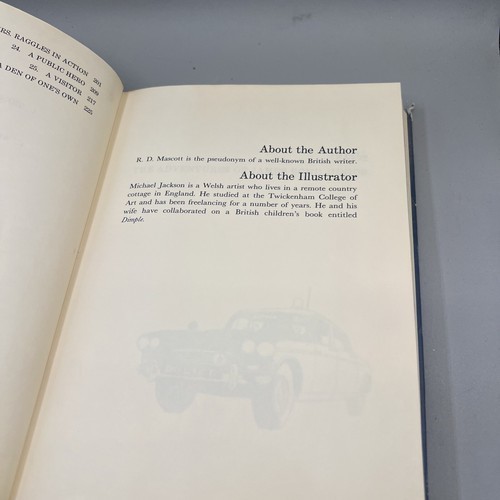 RS. RAGGLES IN ACTION 201
24. A PUBLIC HERO 209
25. A VISITOR 217
A DEN OF ONE'S OWN 225
About the Author
R. D. Mascott is the pseudonym of a well-known British writer.
About the Illustrator
Michael Jackson is a Welsh artist who lives in a remote country
cottage in England. He studied at the Twickenham College of
Art and has been freelancing for a number of years. He and his
wife have collaborated on a British children's book entitled
Dimple.